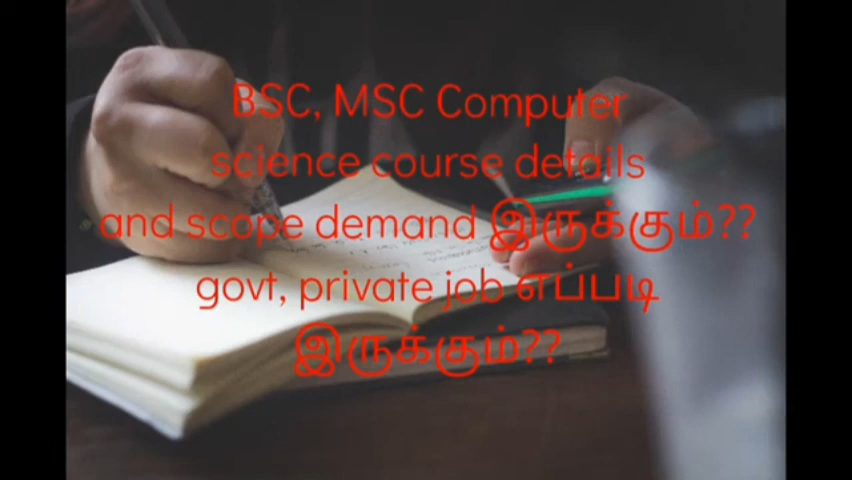 BSC, MSC Computer
science course details
and scope demand இருக்கும்??
govt, private job எப்படி
இருக்கும்??